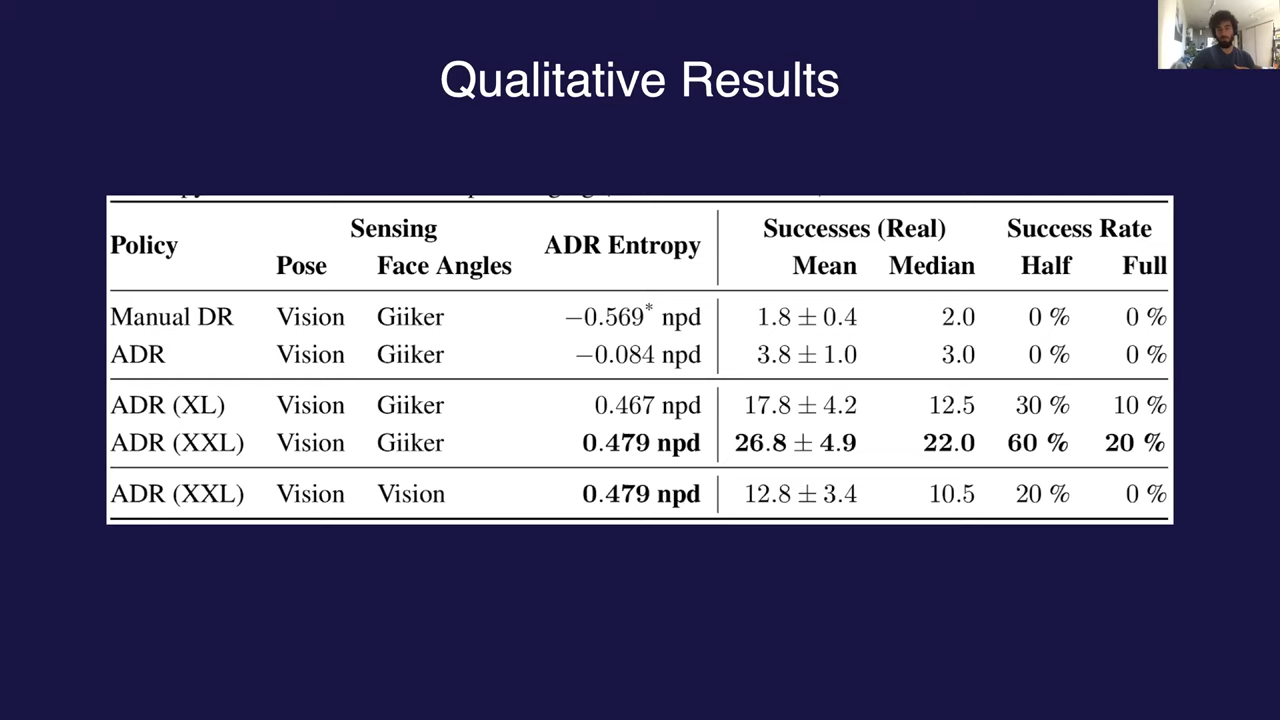 Qualitative Results
Policy Sensing ADR Entropy Successes (Real) Success Rate
Pose Face Angles Mean Median Half Full
Manual DR Vision Giiker −0.569* npd 1.8 ± 0.4 2.0 0 % 0 %
ADR Vision Giiker −0.084 npd 3.8 ± 1.0 3.0 0 % 0 %
ADR (XL) Vision Giiker 0.467 npd 17.8 ± 4.2 12.5 30 % 10 %
ADR (XXL) Vision Giiker 0.479 npd 26.8 ± 4.9 22.0 60 % 20 %
ADR (XXL) Vision Vision 0.479 npd 12.8 ± 3.4 10.5 20 % 0 %